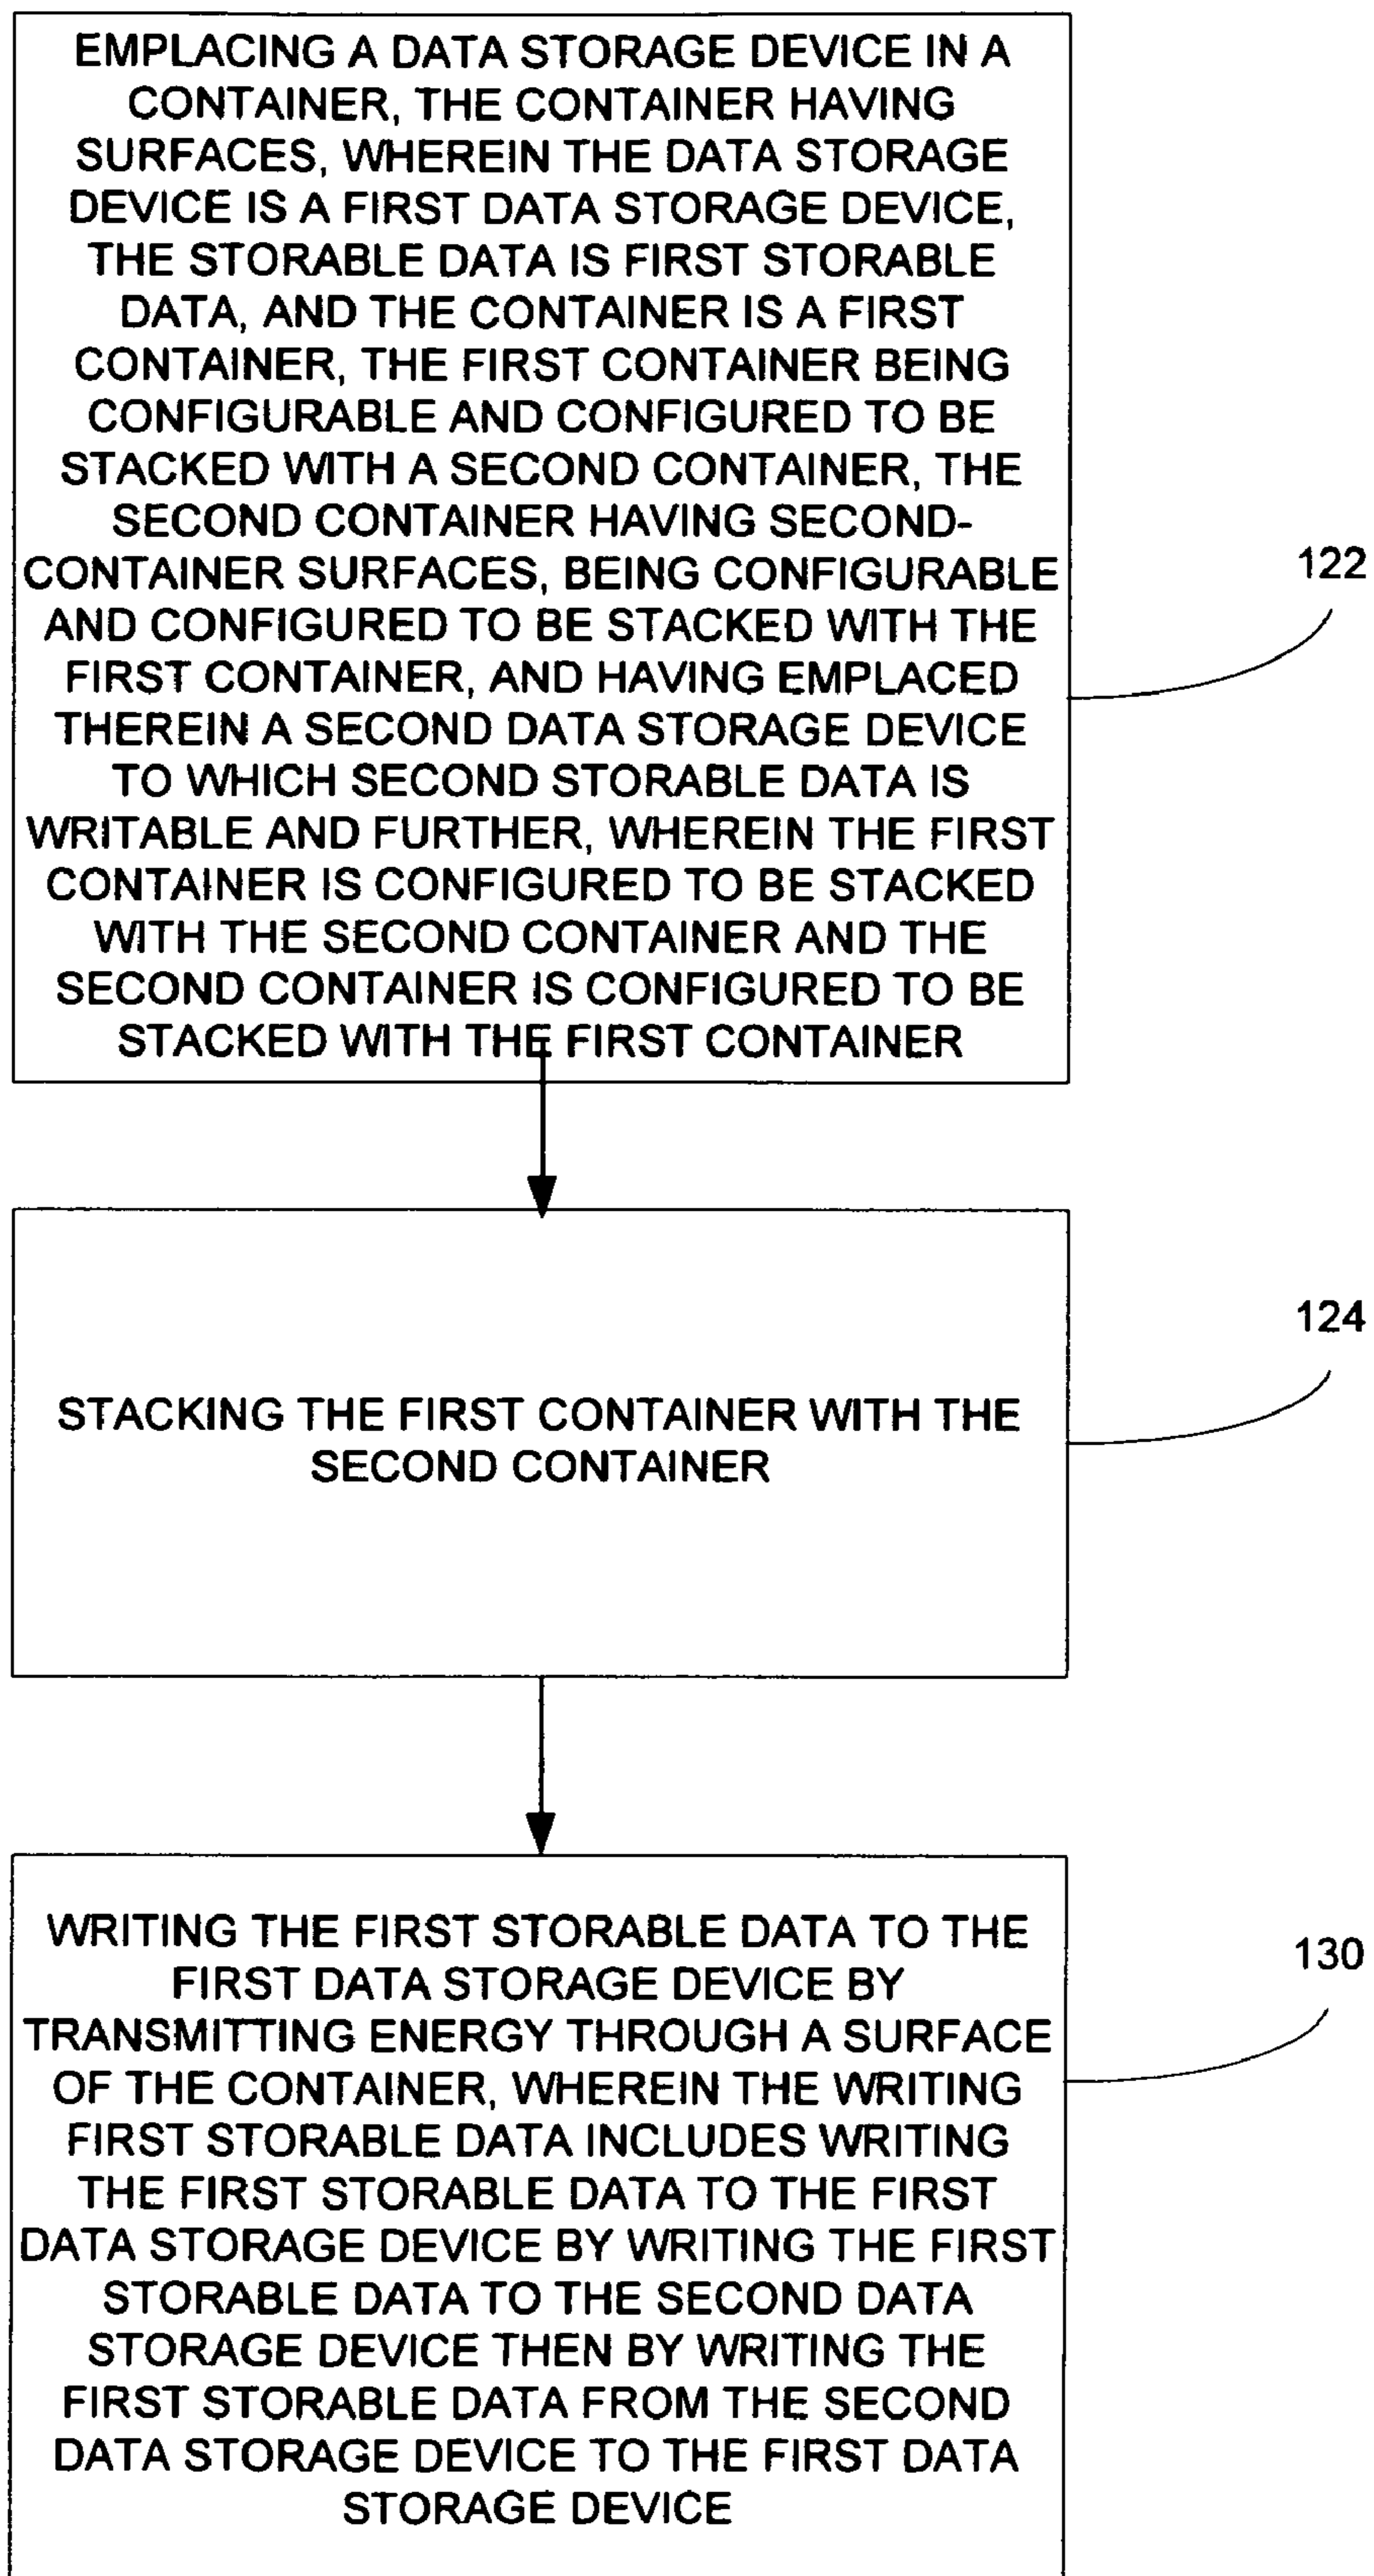 EMPLACING A DATA STORAGE DEVICE IN A
CONTAINER, THE CONTAINER HAVING
SURFACES, WHEREIN THE DATA STORAGE
DEVICE IS A FIRST DATA STORAGE DEVICE,
THE STORABLE DATA IS FIRST STORABLE
DATA, AND THE CONTAINER IS A FIRST
CONTAINER, THE FIRST CONTAINER BEING
CONFIGURABLE AND CONFIGURED TO BE
STACKED WITH A SECOND CONTAINER, THE
SECOND CONTAINER HAVING SECOND-
CONTAINER SURFACES, BEING CONFIGURABLE
AND CONFIGURED TO BE STACKED WITH THE
FIRST CONTAINER, AND HAVING EMPLACED
THEREIN A SECOND DATA STORAGE DEVICE
TO WHICH SECOND STORABLE DATA IS
WRITABLE AND FURTHER, WHEREIN THE FIRST
CONTAINER IS CONFIGURED TO BE STACKED
WITH THE SECOND CONTAINER AND THE
SECOND CONTAINER IS CONFIGURED TO BE
STACKED WITH THE FIRST CONTAINER
122
STACKING THE FIRST CONTAINER WITH THE
SECOND CONTAINER
124
WRITING THE FIRST STORABLE DATA TO THE
FIRST DATA STORAGE DEVICE BY
TRANSMITTING ENERGY THROUGH A SURFACE
OF THE CONTAINER, WHEREIN THE WRITING
FIRST STORABLE DATA INCLUDES WRITING
THE FIRST STORABLE DATA TO THE FIRST
DATA STORAGE DEVICE BY WRITING THE FIRST
STORABLE DATA TO THE SECOND DATA
STORAGE DEVICE THEN BY WRITING THE
FIRST STORABLE DATA FROM THE SECOND
DATA STORAGE DEVICE TO THE FIRST DATA
STORAGE DEVICE
130